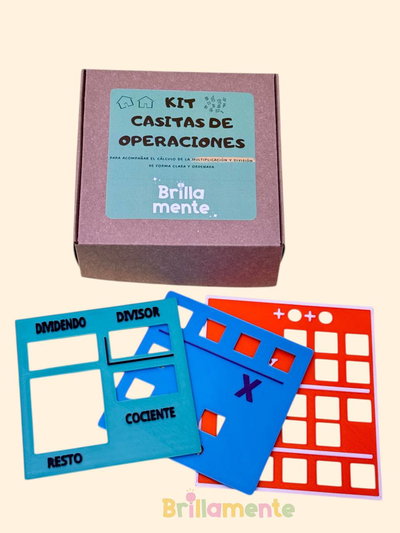 KIT
CASITAS DE
OPERACIONES
PARA ACOMPAÑAR EL CÁLCULO DE LA MULTIPLICACIÓN Y DIVISIÓN
DE FORMA CLARA Y ORDENADA
Brilla
mente
DIVIDENDO
DIVISOR
COCIENTE
RESTO
X
+ +
Brillamente